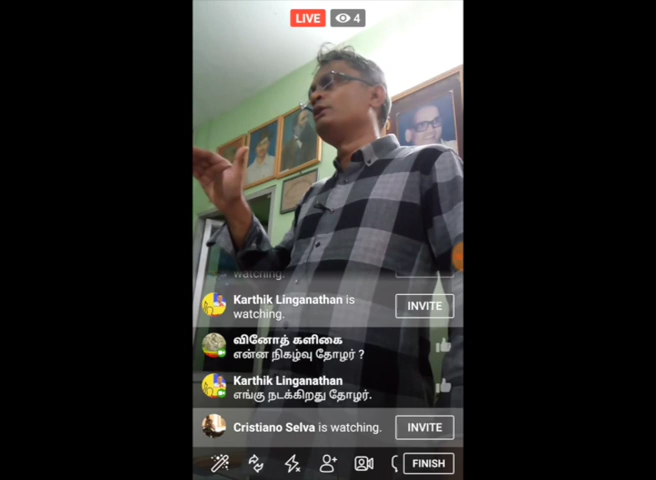 LIVE 4
watching.
Karthik Linganathan is
watching.
INVITE
வினோத் களிகை
என்ன நிகழ்வு தோழர் ?
Karthik Linganathan
எங்கு நடக்கிறது தோழர்.
Cristiano Selva is watching.
INVITE
FINISH